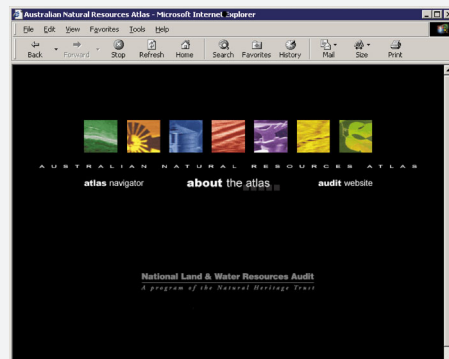 Australian Natural Resources Atlas - Microsoft Internet Explorer
File Edit View Favorites Tools Help
Back Forward Stop Refresh Home Search Favorites History Mail Size Print
AUSTRALIAN NATURAL RESOURCES ATLAS
atlas navigator about the atlas audit website
National Land & Water Resources Audit
A program of the Natural Heritage Trust